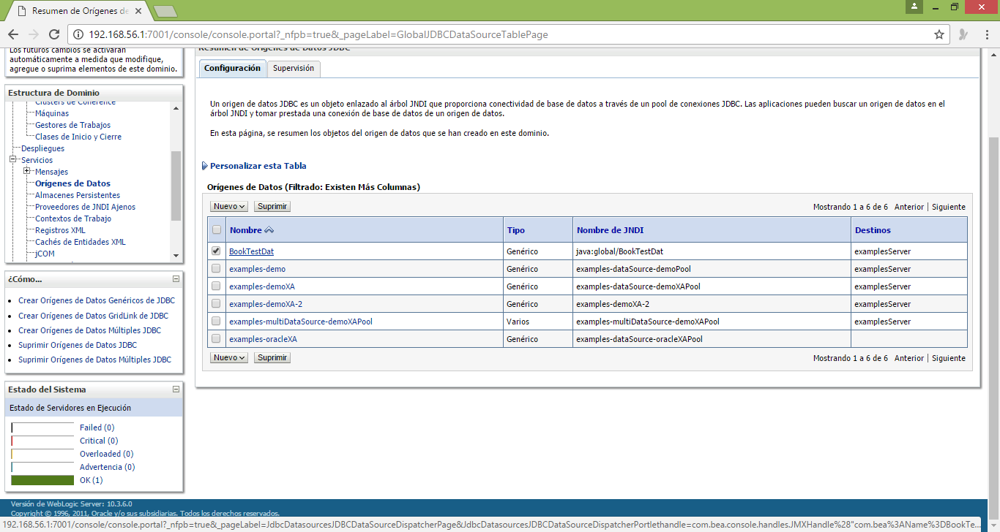 Resumen de Orígenes de
192.168.56.1:7001/console/console.portal?_nfpb=true&_pageLabel=GlobalJDBCDataSourceTablePage
Los futuros cambios se activarán
automáticamente a medida que modifique,
agregue o suprima elementos de este dominio.
Estructura de Dominio
Clusters de Coherence
Máquinas
Gestores de Trabajos
Clases de Inicio y Cierre
Despliegues
Servicios
Mensajes
Orígenes de Datos
Almacenes Persistentes
Proveedores de JNDI Ajenos
Contextos de Trabajo
Registros XML
Cachés de Entidades XML
jCOM
¿Cómo...
Crear Orígenes de Datos Genéricos de JDBC
Crear Orígenes de Datos GridLink de JDBC
Crear Orígenes de Datos Múltiples JDBC
Suprimir Orígenes de Datos JDBC
Suprimir Orígenes de Datos Múltiples JDBC
Estado del Sistema
Estado de Servidores en Ejecución
Failed (0)
Critical (0)
Overloaded (0)
Advertencia (0)
OK (1)
Resumen de Orígenes de Datos JDBC
Configuración Supervisión
Un origen de datos JDBC es un objeto enlazado al árbol JNDI que proporciona conectividad de base de datos a través de un pool de conexiones JDBC. Las aplicaciones pueden buscar un origen de datos en el
árbol JNDI y tomar prestada una conexión de base de datos de un origen de datos.
En esta página, se resumen los objetos del origen de datos que se han creado en este dominio.
Personalizar esta Tabla
Orígenes de Datos (Filtrado: Existen Más Columnas)
Nuevo Suprimir Mostrando 1 a 6 de 6 Anterior | Siguiente
Nombre Tipo Nombre de JNDI Destinos
BookTestDat Genérico java:global/BookTestDat examplesServer
examples-demo Genérico examples-dataSource-demoPool examplesServer
examples-demoXA Genérico examples-dataSource-demoXAPool examplesServer
examples-demoXA-2 Genérico examples-demoXA-2 examplesServer
examples-multiDataSource-demoXAPool Varios examples-multiDataSource-demoXAPool examplesServer
examples-oracleXA Genérico examples-dataSource-oracleXAPool
Nuevo Suprimir Mostrando 1 a 6 de 6 Anterior | Siguiente
Versión de WebLogic Server: 10.3.6.0
Copyright © 1996, 2011, Oracle y/o sus subsidiarias. Todos los derechos reservados.
192.168.56.1:7001/console/console.portal?_nfpb=true&_pageLabel=JdbcDatasourcesJDBCDataSourceDispatcherPage&JdbcDatasourcesJDBCDataSourceDispatcherPortlethandle=com.bea.console.handles.JMXHandle%28"com.bea%3AName%3DBookTe...